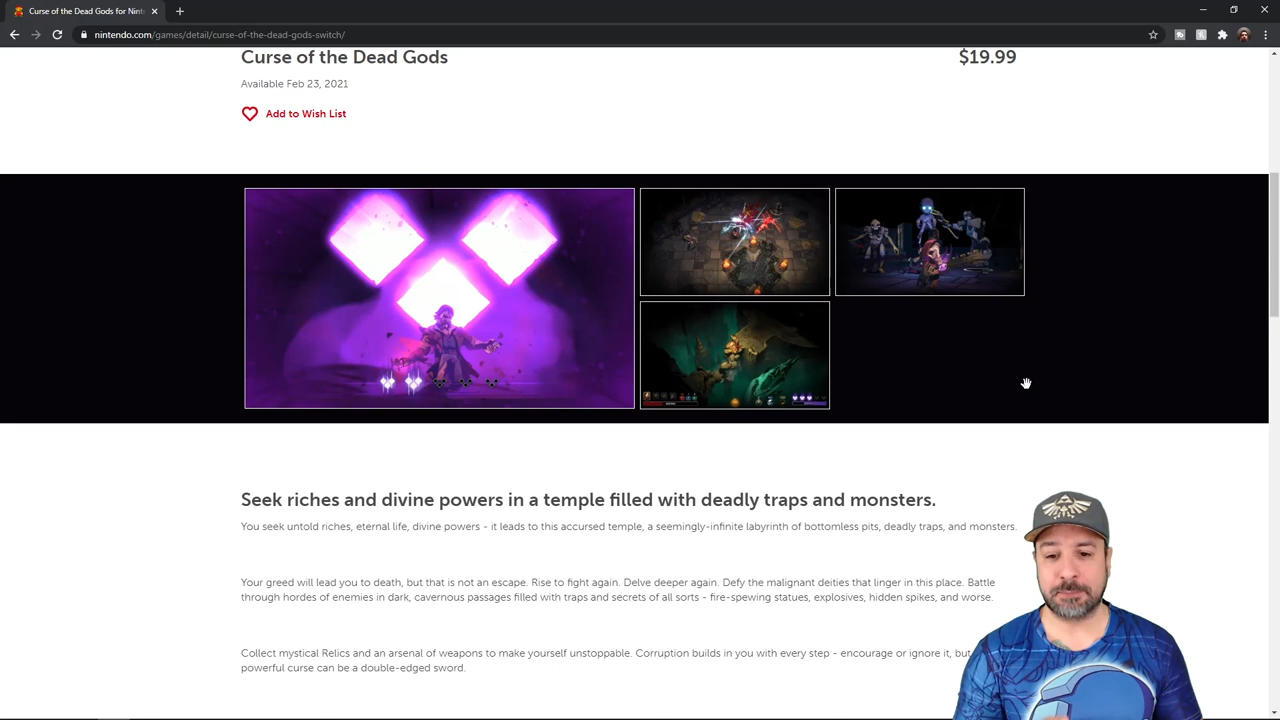 Curse of the Dead Gods for Nint
nintendo.com/games/detail/curse-of-the-dead-gods-switch/
Curse of the Dead Gods
$19.99
Available Feb 23, 2021
Add to Wish List
Seek riches and divine powers in a temple filled with deadly traps and monsters.
You seek untold riches, eternal life, divine powers - it leads to this accursed temple, a seemingly-infinite labyrinth of bottomless pits, deadly traps, and monsters.
Your greed will lead you to death, but that is not an escape. Rise to fight again. Delve deeper again. Defy the malignant deities that linger in this place. Battle
through hordes of enemies in dark, cavernous passages filled with traps and secrets of all sorts - fire-spewing statues, explosives, hidden spikes, and worse.
Collect mystical Relics and an arsenal of weapons to make yourself unstoppable. Corruption builds in you with every step - encourage or ignore it, but
powerful curse can be a double-edged sword.